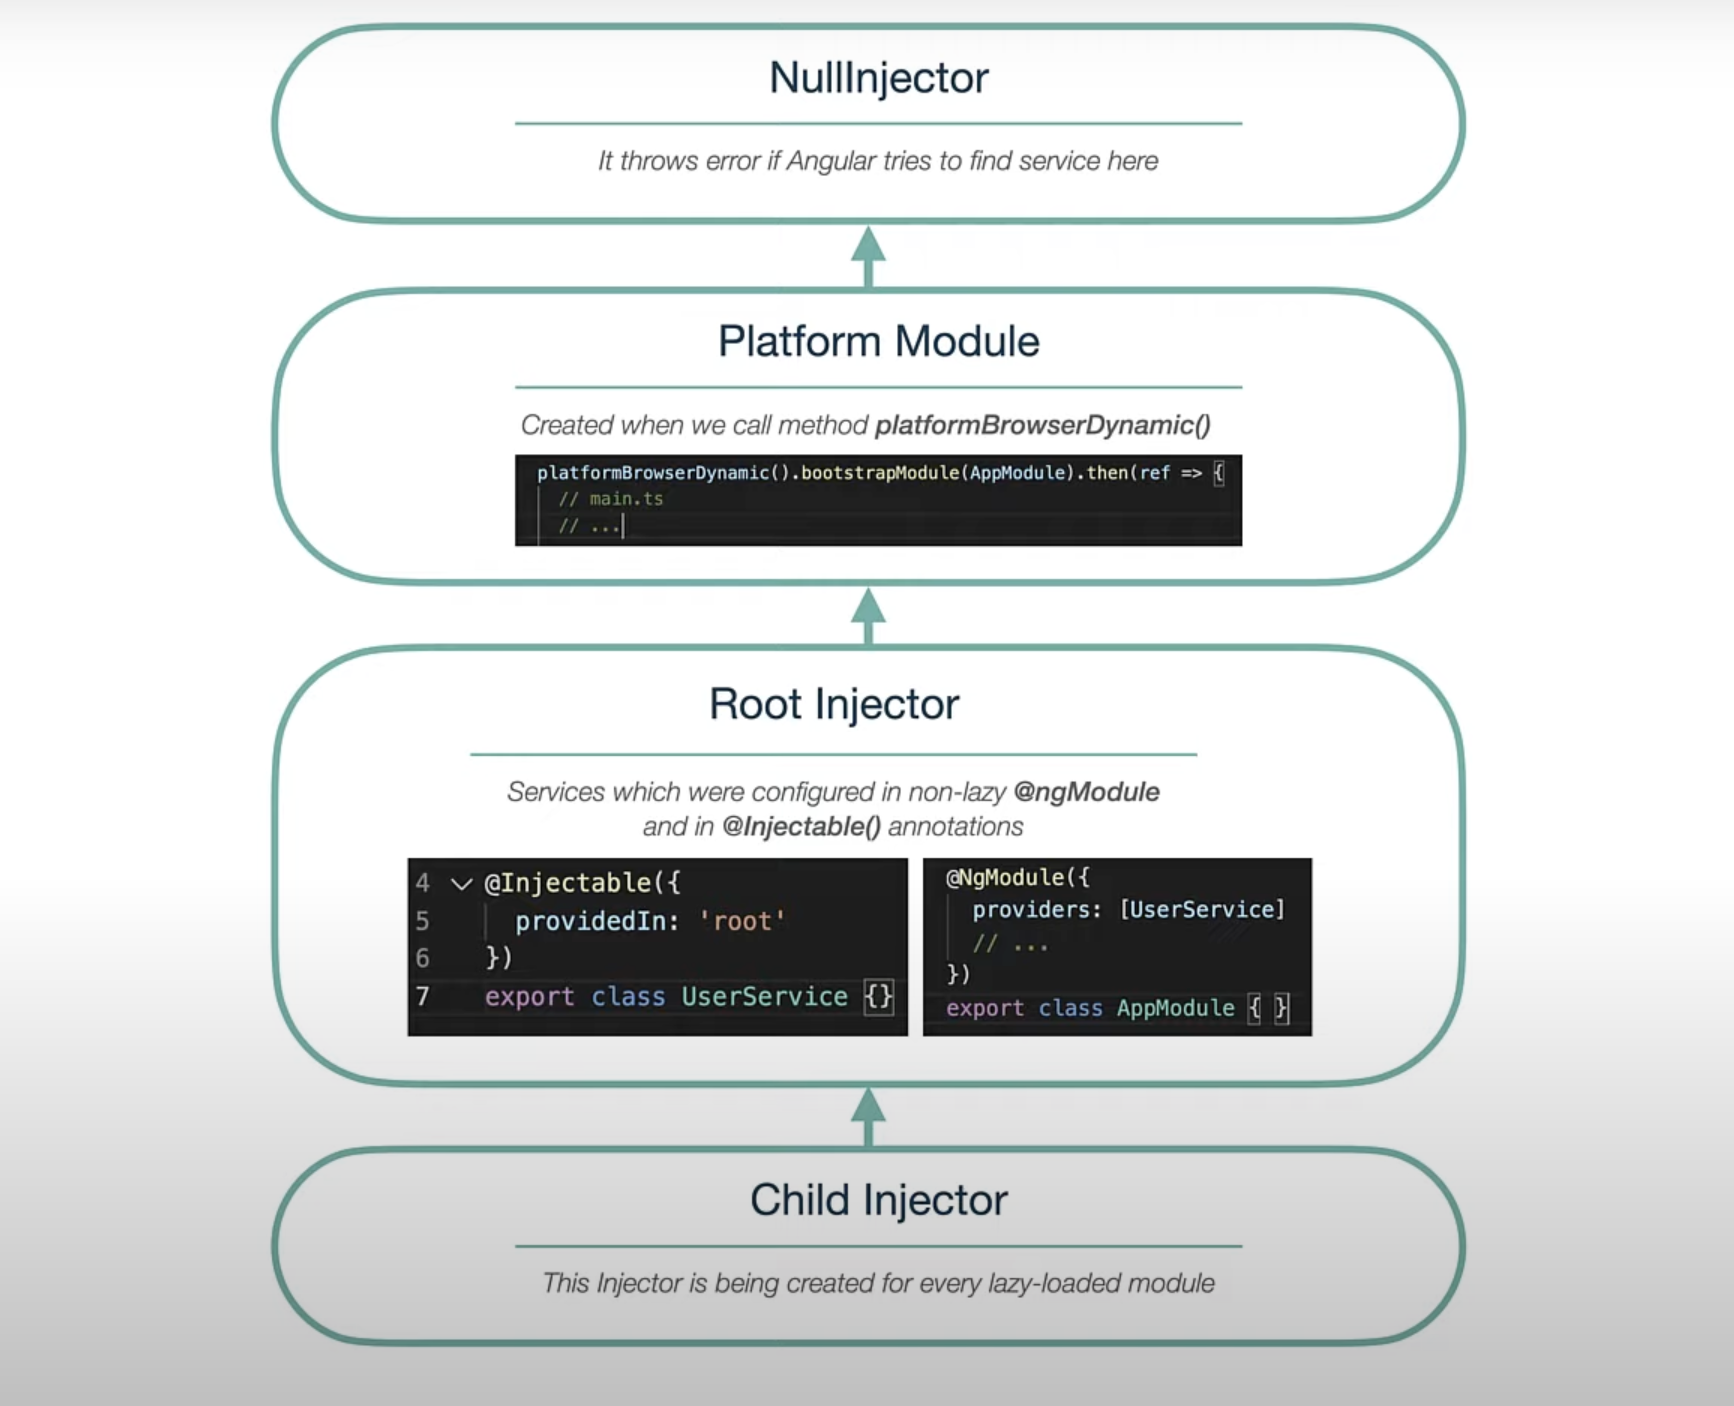 NullInjector
It throws error if Angular tries to find service here
Platform Module
Created when we call method platformBrowserDynamic()
platformBrowserDynamic().bootstrapModule(AppModule).then(ref => {
// main.ts
// ...
Root Injector
Services which were configured in non-lazy @ngModule
and in @Injectable() annotations
4 @Injectable({
5 providedIn: 'root'
6 })
7 export class UserService {}
@NgModule({
providers: [UserService]
// ...
})
export class AppModule { }
Child Injector
This Injector is being created for every lazy-loaded module